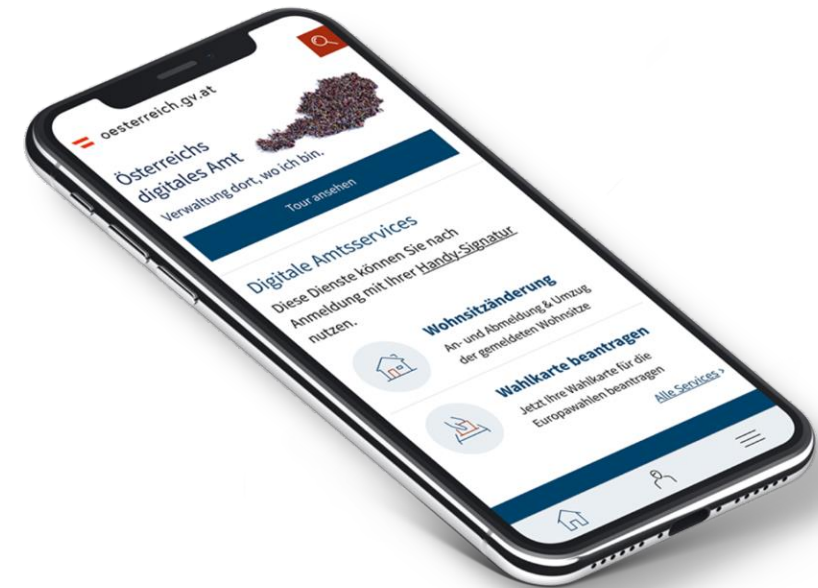 oesterreich.gv.at
Österreichs
digitales Amt
Verwaltung dort, wo ich bin.
Tour ansehen
Digitale Amtsservices
Diese Dienste können Sie nach
Anmeldung mit Ihrer Handy-Signatur
nutzen.
Wohnsitzänderung
An- und Abmeldung & Umzug
der gemeldeten Wohnsitze
Wahlkarte beantragen
Jetzt Ihre Wahlkarte für die
Europawahlen beantragen
Alle Services ›